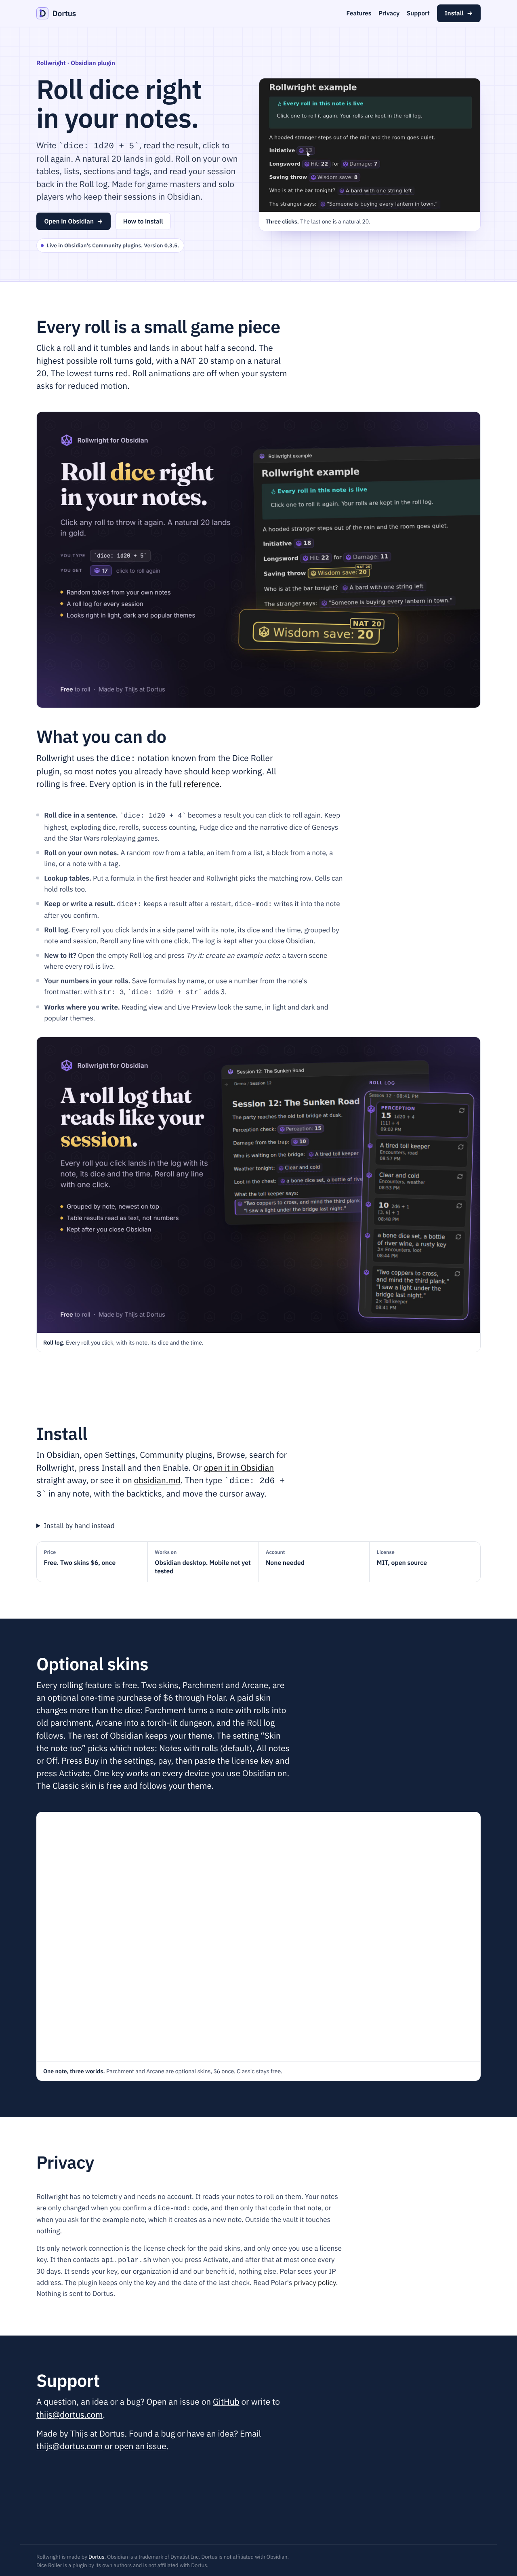 D Dortus
Features Privacy Support Install →
Rollwright · Obsidian plugin
Roll dice right
in your notes.
Write `dice: 1d20 + 5`, read the result, click to
roll again. A natural 20 lands in gold. Roll on your own
tables, lists, sections and tags, and read your session
back in the Roll log. Made for game masters and solo
players who keep their sessions in Obsidian.
Open in Obsidian → How to install
Live in Obsidian's Community plugins. Version 0.3.5.
Rollwright example
Every roll in this note is live
Click one to roll it again. Your rolls are kept in the roll log.
A hooded stranger steps out of the rain and the room goes quiet.
Initiative
Longsword Hit: 22 for Damage: 7
Saving throw Wisdom save: 8
Who is at the bar tonight? A bard with one string left
The stranger says: "Someone is buying every lantern in town."
Three clicks. The last one is a natural 20.
Every roll is a small game piece
Click a roll and it tumbles and lands in about half a second. The
highest possible roll turns gold, with a NAT 20 stamp on a natural
20. The lowest turns red. Roll animations are off when your system
asks for reduced motion.
Rollwright for Obsidian
Roll dice right
in your notes.
Click any roll to throw it again. A natural 20 lands
in gold.
YOU TYPE `dice: 1d20 + 5`
YOU GET 17 click to roll again
Random tables from your own notes
A roll log for every session
Looks right in light, dark and popular themes
Free to roll · Made by Thijs at Dortus
Rollwright example
Rollwright example
Every roll in this note is live
Click one to roll it again. Your rolls are kept in the roll log.
A hooded stranger steps out of the rain and the room goes quiet.
Initiative 18
Longsword Hit: 22 for Damage: 11
Saving throw Wisdom save: 20 NAT 20
Who is at the bar tonight? A bard with one string left
The stranger says: "Someone is buying every lantern in town."
NAT 20
Wisdom save: 20
What you can do
Rollwright uses the dice: notation known from the Dice Roller
plugin, so most notes you already have should keep working. All
rolling is free. Every option is in the full reference.
Roll dice in a sentence. `dice: 1d20 + 4` becomes a result you can click to roll again. Keep
highest, exploding dice, rerolls, success counting, Fudge dice and the narrative dice of Genesys
and the Star Wars roleplaying games.
Roll on your own notes. A random row from a table, an item from a list, a block from a note, a
line, or a note with a tag.
Lookup tables. Put a formula in the first header and Rollwright picks the matching row. Cells can
hold rolls too.
Keep or write a result. dice+: keeps a result after a restart, dice-mod: writes it into the note
after you confirm.
Roll log. Every roll you click lands in a side panel with its note, its dice and the time, grouped by
note and session. Reroll any line with one click. The log is kept after you close Obsidian.
New to it? Open the empty Roll log and press Try it: create an example note: a tavern scene
where every roll is live.
Your numbers in your rolls. Save formulas by name, or use a number from the note's
frontmatter: with str: 3, `dice: 1d20 + str` adds 3.
Works where you write. Reading view and Live Preview look the same, in light and dark and
popular themes.
Rollwright for Obsidian
A roll log that
reads like your
session.
Every roll you click lands in the log with its
note, its dice and the time. Reroll any line
with one click.
Grouped by note, newest on top
Table results read as text, not numbers
Kept after you close Obsidian
Free to roll · Made by Thijs at Dortus
Session 12: The Sunken Road
Demo › Session 12
Session 12: The Sunken Road
The party reaches the old toll bridge at dusk.
Perception check: Perception: 15
Damage from the trap: 10
Who is waiting on the bridge? A tired toll keeper
Weather tonight: Clear and cold
Lost in the chest: a bone dice set, a bottle of river
What the toll keeper says:
"Two coppers to cross, and mind the third plank.
"I saw a light under the bridge last night."
ROLL LOG
Session 12 · 08:41 PM
PERCEPTION
15 1d20 + 4
[11] + 4
09:02 PM
A tired toll keeper
Encounters, road
08:57 PM
Clear and cold
Encounters, weather
08:53 PM
10 2d6 + 1
[3, 6] + 1
08:48 PM
a bone dice set, a bottle
of river wine, a rusty key
3× Encounters, loot
08:44 PM
"Two coppers to cross,
and mind the third plank."
"I saw a light under the
bridge last night."
2× Toll keeper
08:41 PM
Roll log. Every roll you click, with its note, its dice and the time.
Install
In Obsidian, open Settings, Community plugins, Browse, search for
Rollwright, press Install and then Enable. Or open it in Obsidian
straight away, or see it on obsidian.md. Then type `dice: 2d6 +
3` in any note, with the backticks, and move the cursor away.
Install by hand instead
Price Works on Account License
Free. Two skins $6, once Obsidian desktop. Mobile not yet tested None needed MIT, open source
Optional skins
Every rolling feature is free. Two skins, Parchment and Arcane, are
an optional one-time purchase of $6 through Polar. A paid skin
changes more than the dice: Parchment turns a note with rolls into
old parchment, Arcane into a torch-lit dungeon, and the Roll log
follows. The rest of Obsidian keeps your theme. The setting “Skin
the note too” picks which notes: Notes with rolls (default), All notes
or Off. Press Buy in the settings, pay, then paste the license key and
press Activate. One key works on every device you use Obsidian on.
The Classic skin is free and follows your theme.
One note, three worlds. Parchment and Arcane are optional skins, $6 once. Classic stays free.
Privacy
Rollwright has no telemetry and needs no account. It reads your notes to roll on them. Your notes
are only changed when you confirm a dice-mod: code, and then only that code in that note, or
when you ask for the example note, which it creates as a new note. Outside the vault it touches
nothing.
Its only network connection is the license check for the paid skins, and only once you use a license
key. It then contacts api.polar.sh when you press Activate, and after that at most once every
30 days. It sends your key, our organization id and our benefit id, nothing else. Polar sees your IP
address. The plugin keeps only the key and the date of the last check. Read Polar's privacy policy.
Nothing is sent to Dortus.
Support
A question, an idea or a bug? Open an issue on GitHub or write to
thijs@dortus.com.
Made by Thijs at Dortus. Found a bug or have an idea? Email
thijs@dortus.com or open an issue.
Rollwright is made by Dortus. Obsidian is a trademark of Dynalist Inc. Dortus is not affiliated with Obsidian.
Dice Roller is a plugin by its own authors and is not affiliated with Dortus.